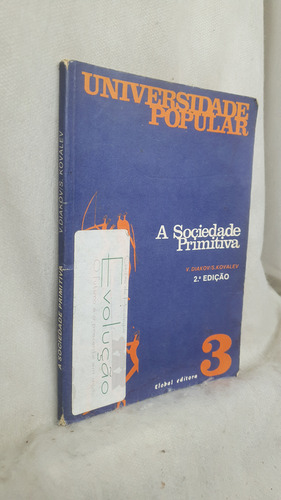 UNIVERSIDADE
POPULAR
A Sociedade
Primitiva
V. DIAKOV/S. KOVALEV
2.ª EDIÇÃO
3
Global editora
Evolução
A SOCIEDADE PRIMITIVA V. DIAKOV/S. KOVALEV